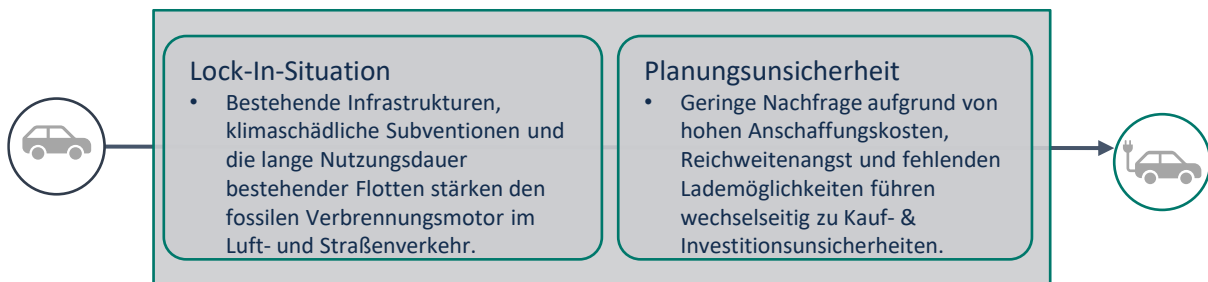 Lock-In-Situation
• Bestehende Infrastrukturen,
klimaschädliche Subventionen und
die lange Nutzungsdauer
bestehender Flotten stärken den
fossilen Verbrennungsmotor im
Luft- und Straßenverkehr.
Planungsunsicherheit
• Geringe Nachfrage aufgrund von
hohen Anschaffungskosten,
Reichweitenangst und fehlenden
Lademöglichkeiten führen
wechselseitig zu Kauf- &
Investitionsunsicherheiten.